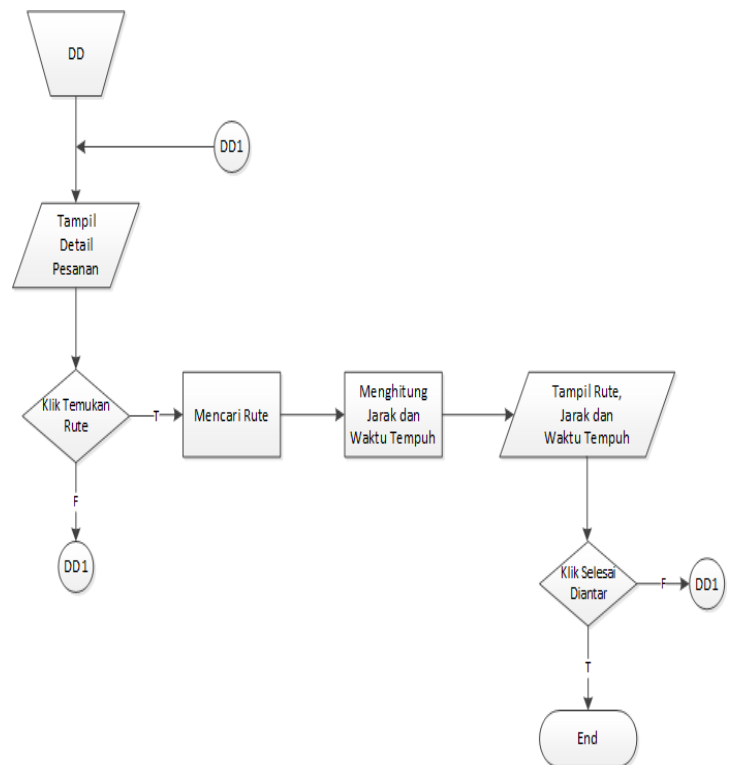 DD
DD1
Tampil
Detail
Pesanan
Klik Temukan
Rute
T
Mencari Rute
Menghitung
Jarak dan
Waktu Tempuh
Tampil Rute,
Jarak dan
Waktu Tempuh
F
DD1
Klik Selesai
Diantar
F
DD1
T
End